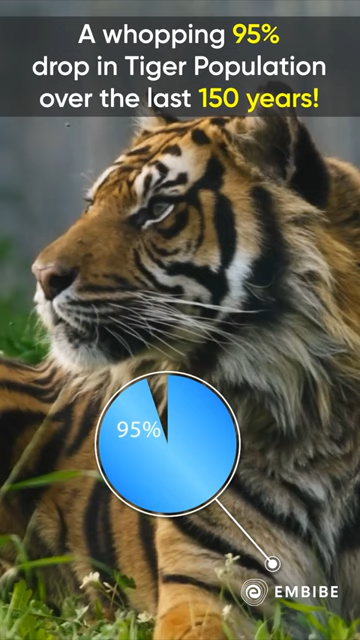 A whopping 95%
drop in Tiger Population
over the last 150 years!
95%
EMBIBE